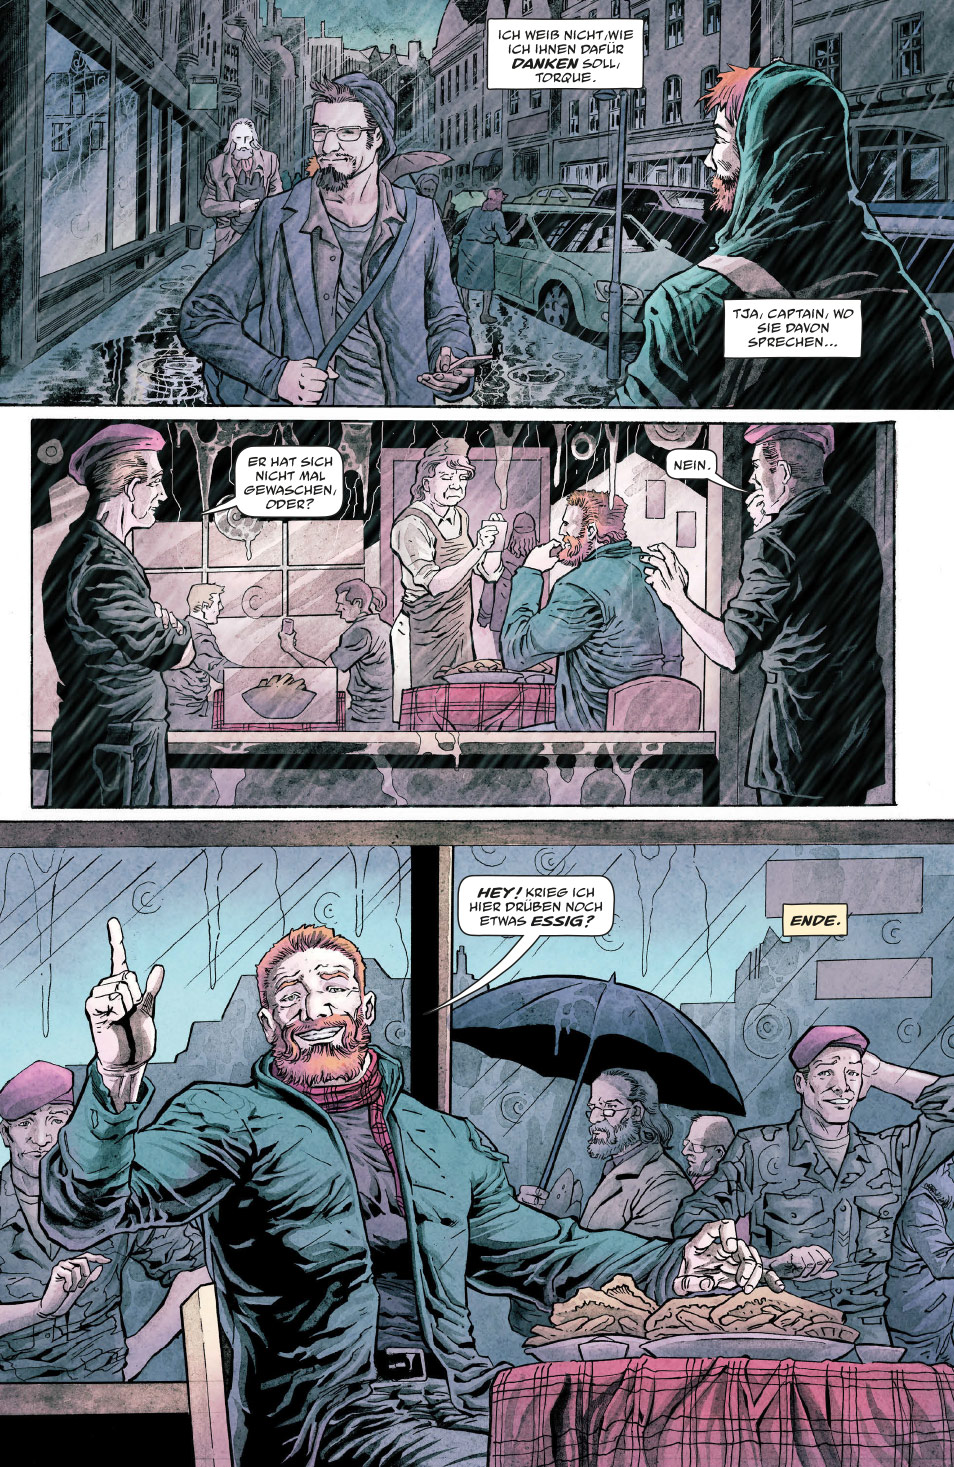 ICH WEIß NICHT, WIE
ICH IHNEN DAFÜR
DANKEN SOLL,
TORQUE.
TJA, CAPTAIN, WO
SIE DAVON
SPRECHEN...
ER HAT SICH
NICHT MAL
GEWASCHEN,
ODER?
NEIN.
HEY! KRIEG ICH
HIER DRÜBEN NOCH
ETWAS ESSIG?
ENDE.